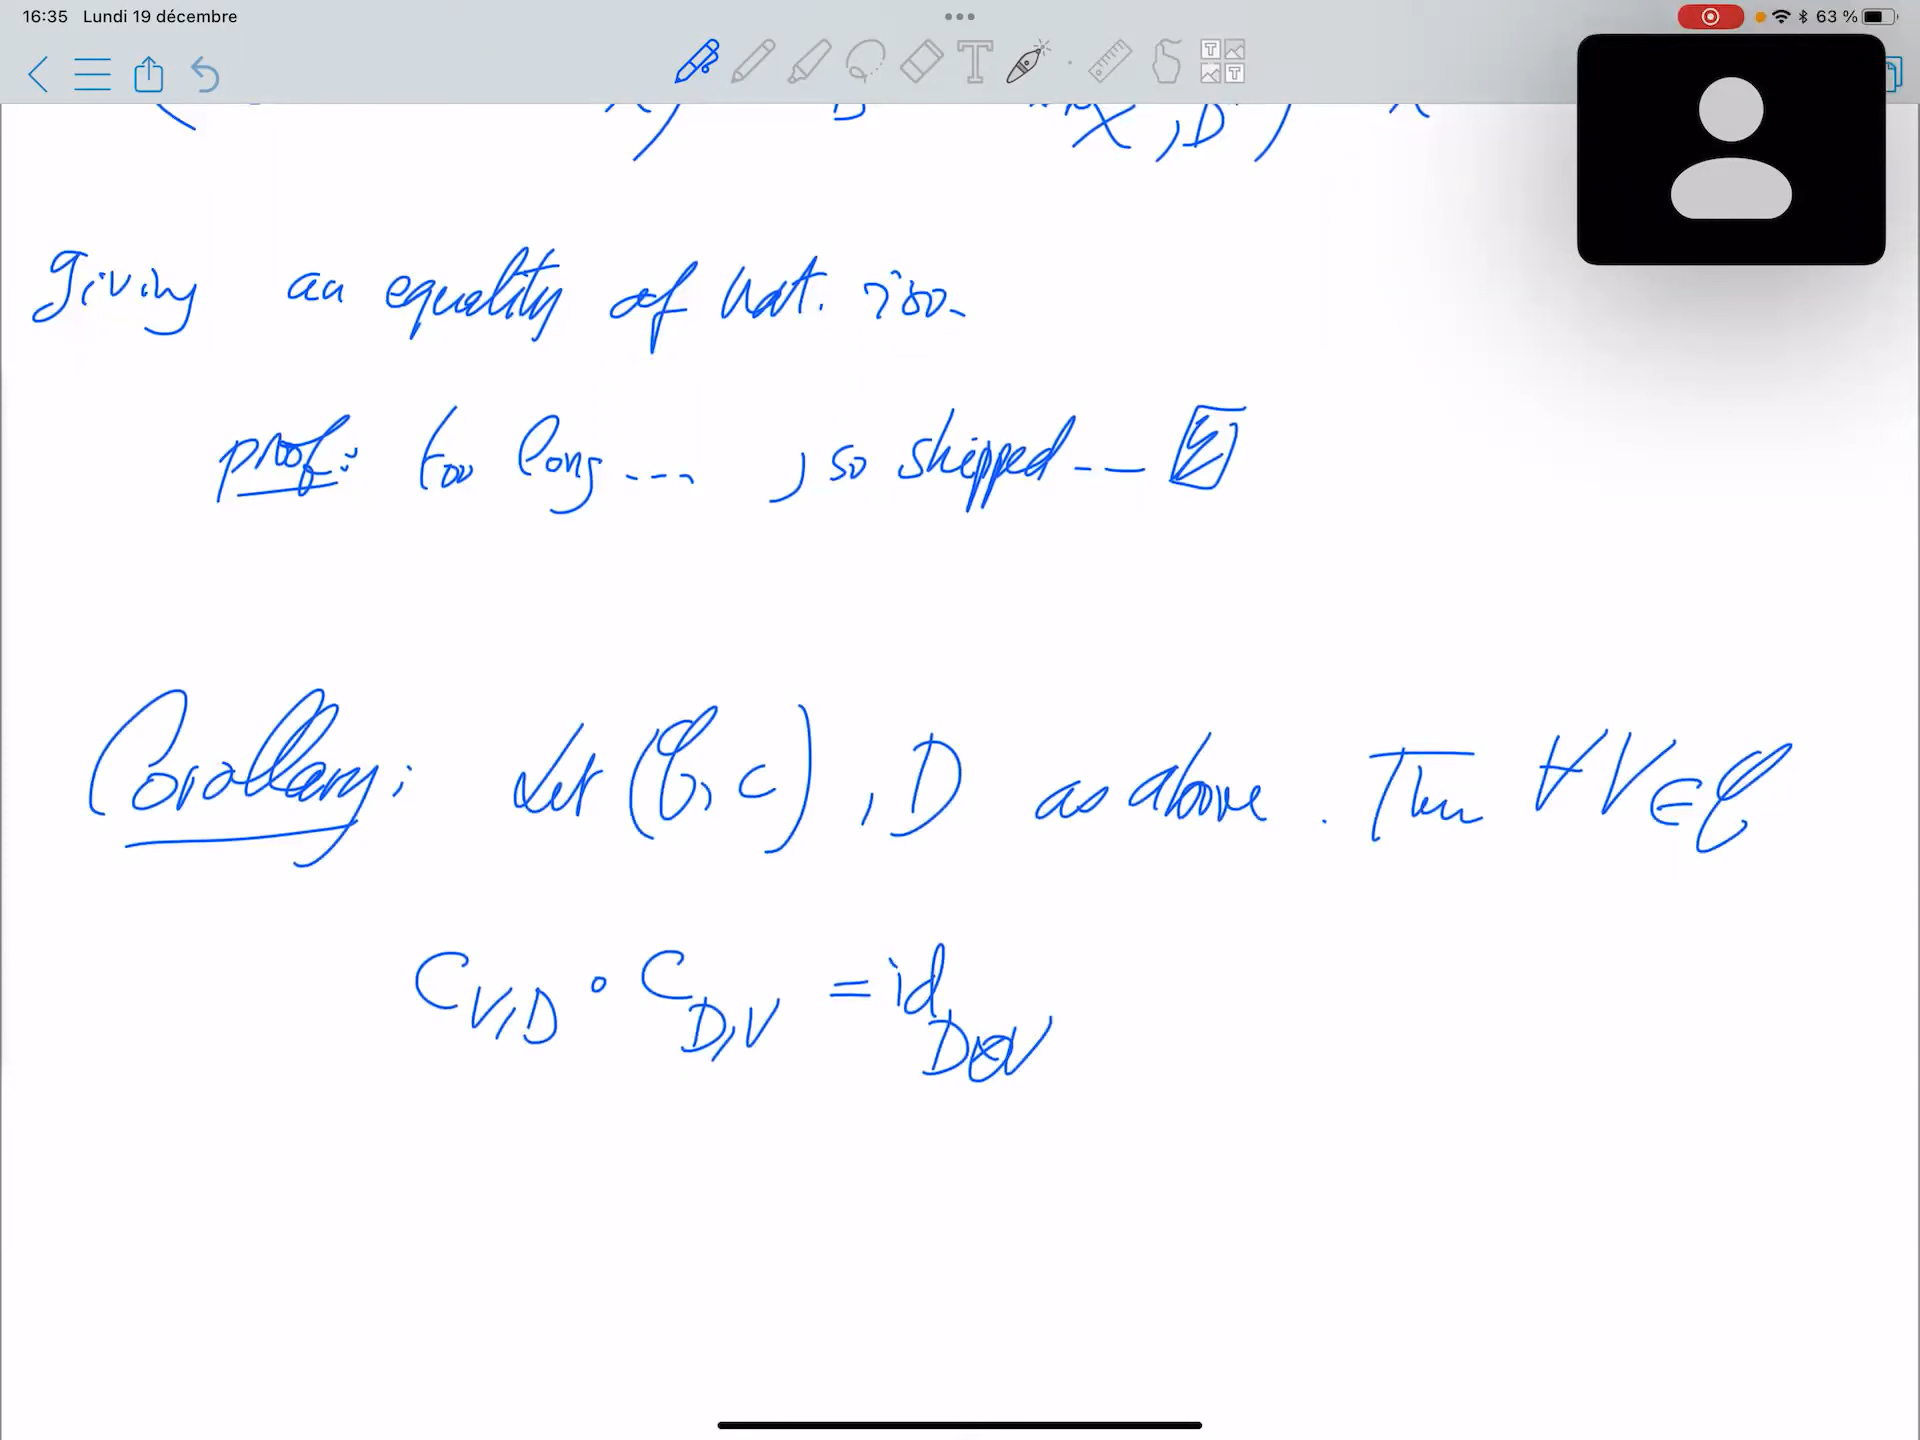 16:35 Lundi 19 décembre 63 %
X , D )
giving an equality of nat. iso.
proof: too long ... , so skipped --
Corollary: Let (𝒞, c), D as above. Then ∀ V ∈ 𝒞
C_{V,D} ∘ C_{D,V} = id_{D⊗V}